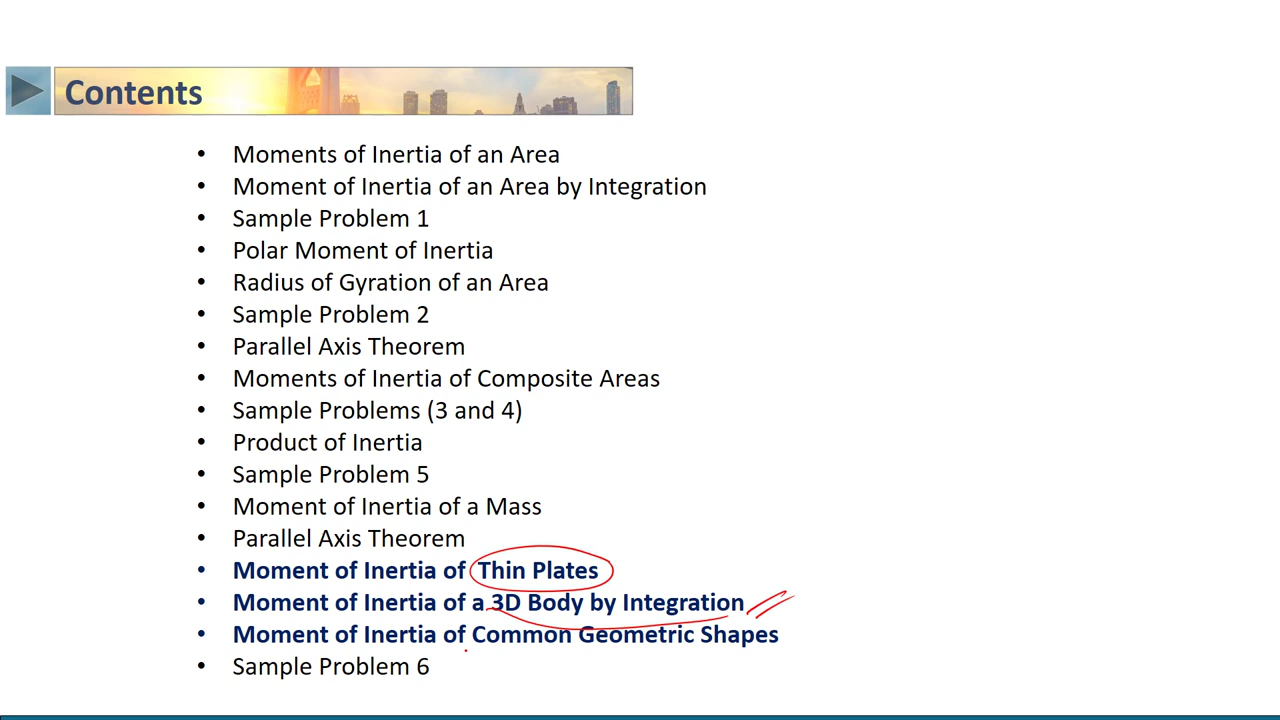 Contents
• Moments of Inertia of an Area
• Moment of Inertia of an Area by Integration
• Sample Problem 1
• Polar Moment of Inertia
• Radius of Gyration of an Area
• Sample Problem 2
• Parallel Axis Theorem
• Moments of Inertia of Composite Areas
• Sample Problems (3 and 4)
• Product of Inertia
• Sample Problem 5
• Moment of Inertia of a Mass
• Parallel Axis Theorem
• Moment of Inertia of Thin Plates
• Moment of Inertia of a 3D Body by Integration
• Moment of Inertia of Common Geometric Shapes
• Sample Problem 6